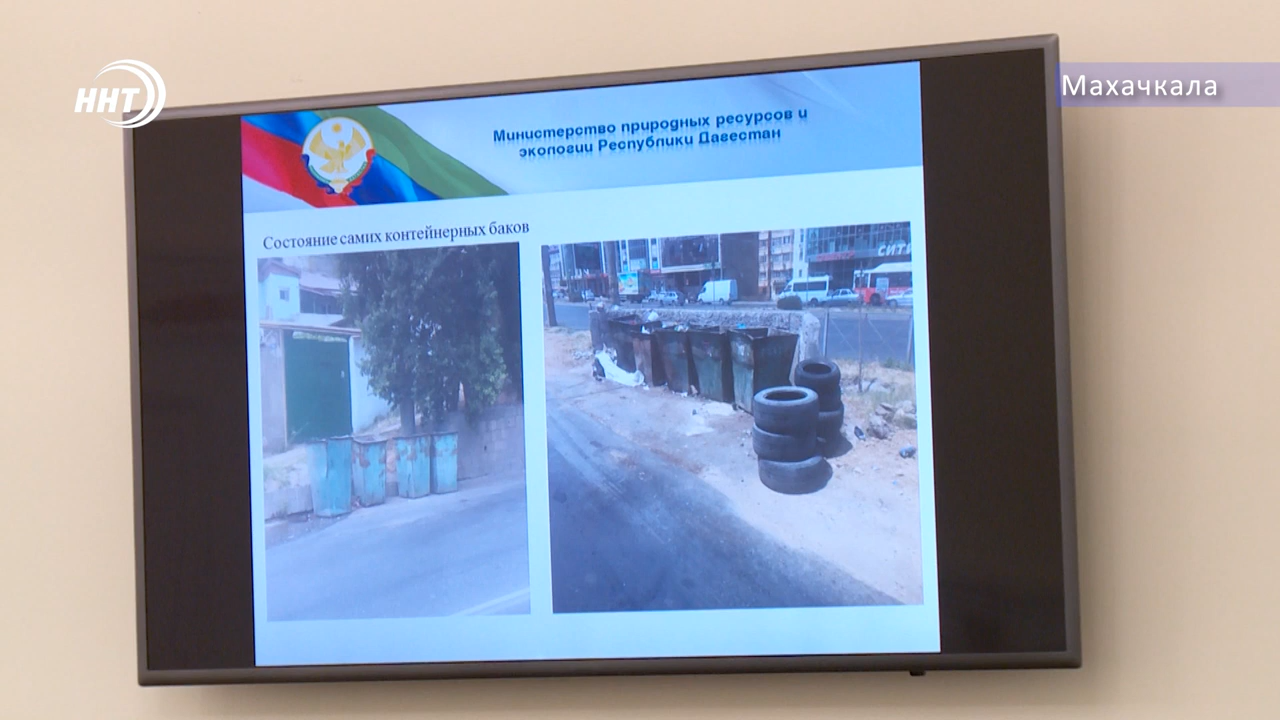 ННТ
Махачкала
Министерство природных ресурсов и
экологии Республики Дагестан
Состояние самих контейнерных баков
СИТИ